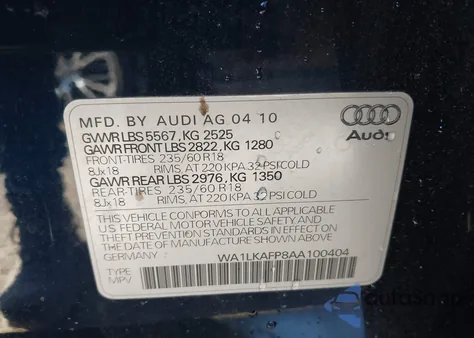 MFD. BY AUDI AG 04 10
GVWR LBS 5567, KG 2525
GAWR FRONT LBS 2822, KG 1280
FRONT-TIRES 235/60 R18
8Jx18 RIMS, AT 220 KPA 32 PSI COLD
GAWR REAR LBS 2976, KG 1350
REAR-TIRES 235/60 R18
8Jx18 RIMS, AT 220 KPA 32 PSI COLD
THIS VEHICLE CONFORMS TO ALL APPLICABLE
U.S. FEDERAL MOTOR VEHICLE SAFETY AND
THEFT PREVENTION STANDARDS IN EFFECT ON
THE DATE OF MANUFACTURE SHOWN ABOVE.
WA1LKAFP8AA100404
TYPE
MPV
Audi
AutoSnap